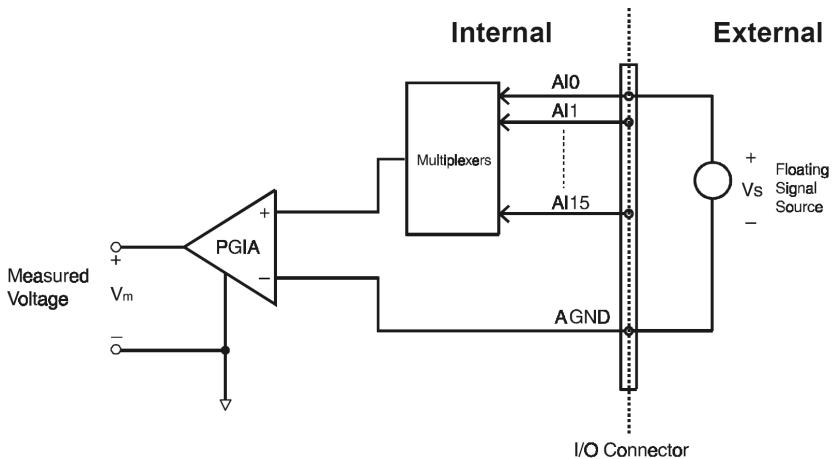 Internal
External
AI0
AI1
Multiplexers
AI15
+
Vs
−
Floating
Signal
Source
+
PGIA
−
Measured
Voltage
+
Vm
−
AGND
I/O Connector